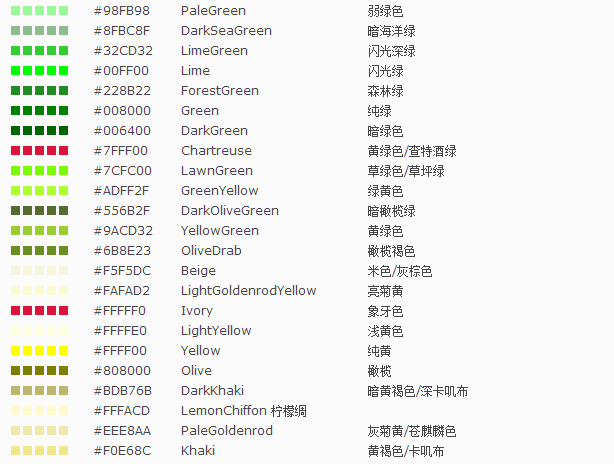 #98FB98 PaleGreen 弱绿色
#8FBC8F DarkSeaGreen 暗海洋绿
#32CD32 LimeGreen 闪光深绿
#00FF00 Lime 闪光绿
#228B22 ForestGreen 森林绿
#008000 Green 纯绿
#006400 DarkGreen 暗绿色
#7FFF00 Chartreuse 黄绿色/查特酒绿
#7CFC00 LawnGreen 草绿色/草坪绿
#ADFF2F GreenYellow 绿黄色
#556B2F DarkOliveGreen 暗橄榄绿
#9ACD32 YellowGreen 黄绿色
#6B8E23 OliveDrab 橄榄褐色
#F5F5DC Beige 米色/灰棕色
#FAFAD2 LightGoldenrodYellow 亮菊黄
#FFFFF0 Ivory 象牙色
#FFFFE0 LightYellow 浅黄色
#FFFF00 Yellow 纯黄
#808000 Olive 橄榄
#BDB76B DarkKhaki 暗黄褐色/深卡叽布
#FFFACD LemonChiffon 柠檬绸
#EEE8AA PaleGoldenrod 灰菊黄/苍麒麟色
#F0E68C Khaki 黄褐色/卡叽布